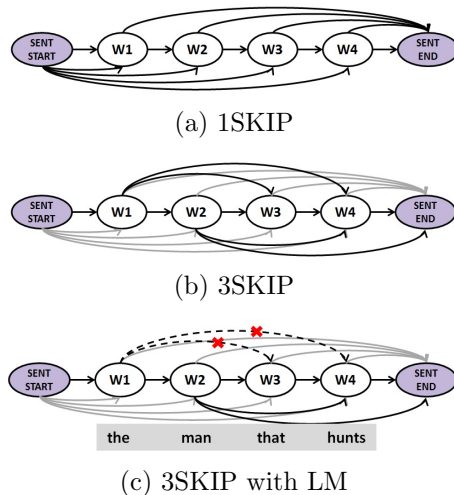 SENT START W1 W2 W3 W4 SENT END
(a) 1SKIP
SENT START W1 W2 W3 W4 SENT END
(b) 3SKIP
SENT START W1 W2 W3 W4 SENT END
the man that hunts
(c) 3SKIP with LM